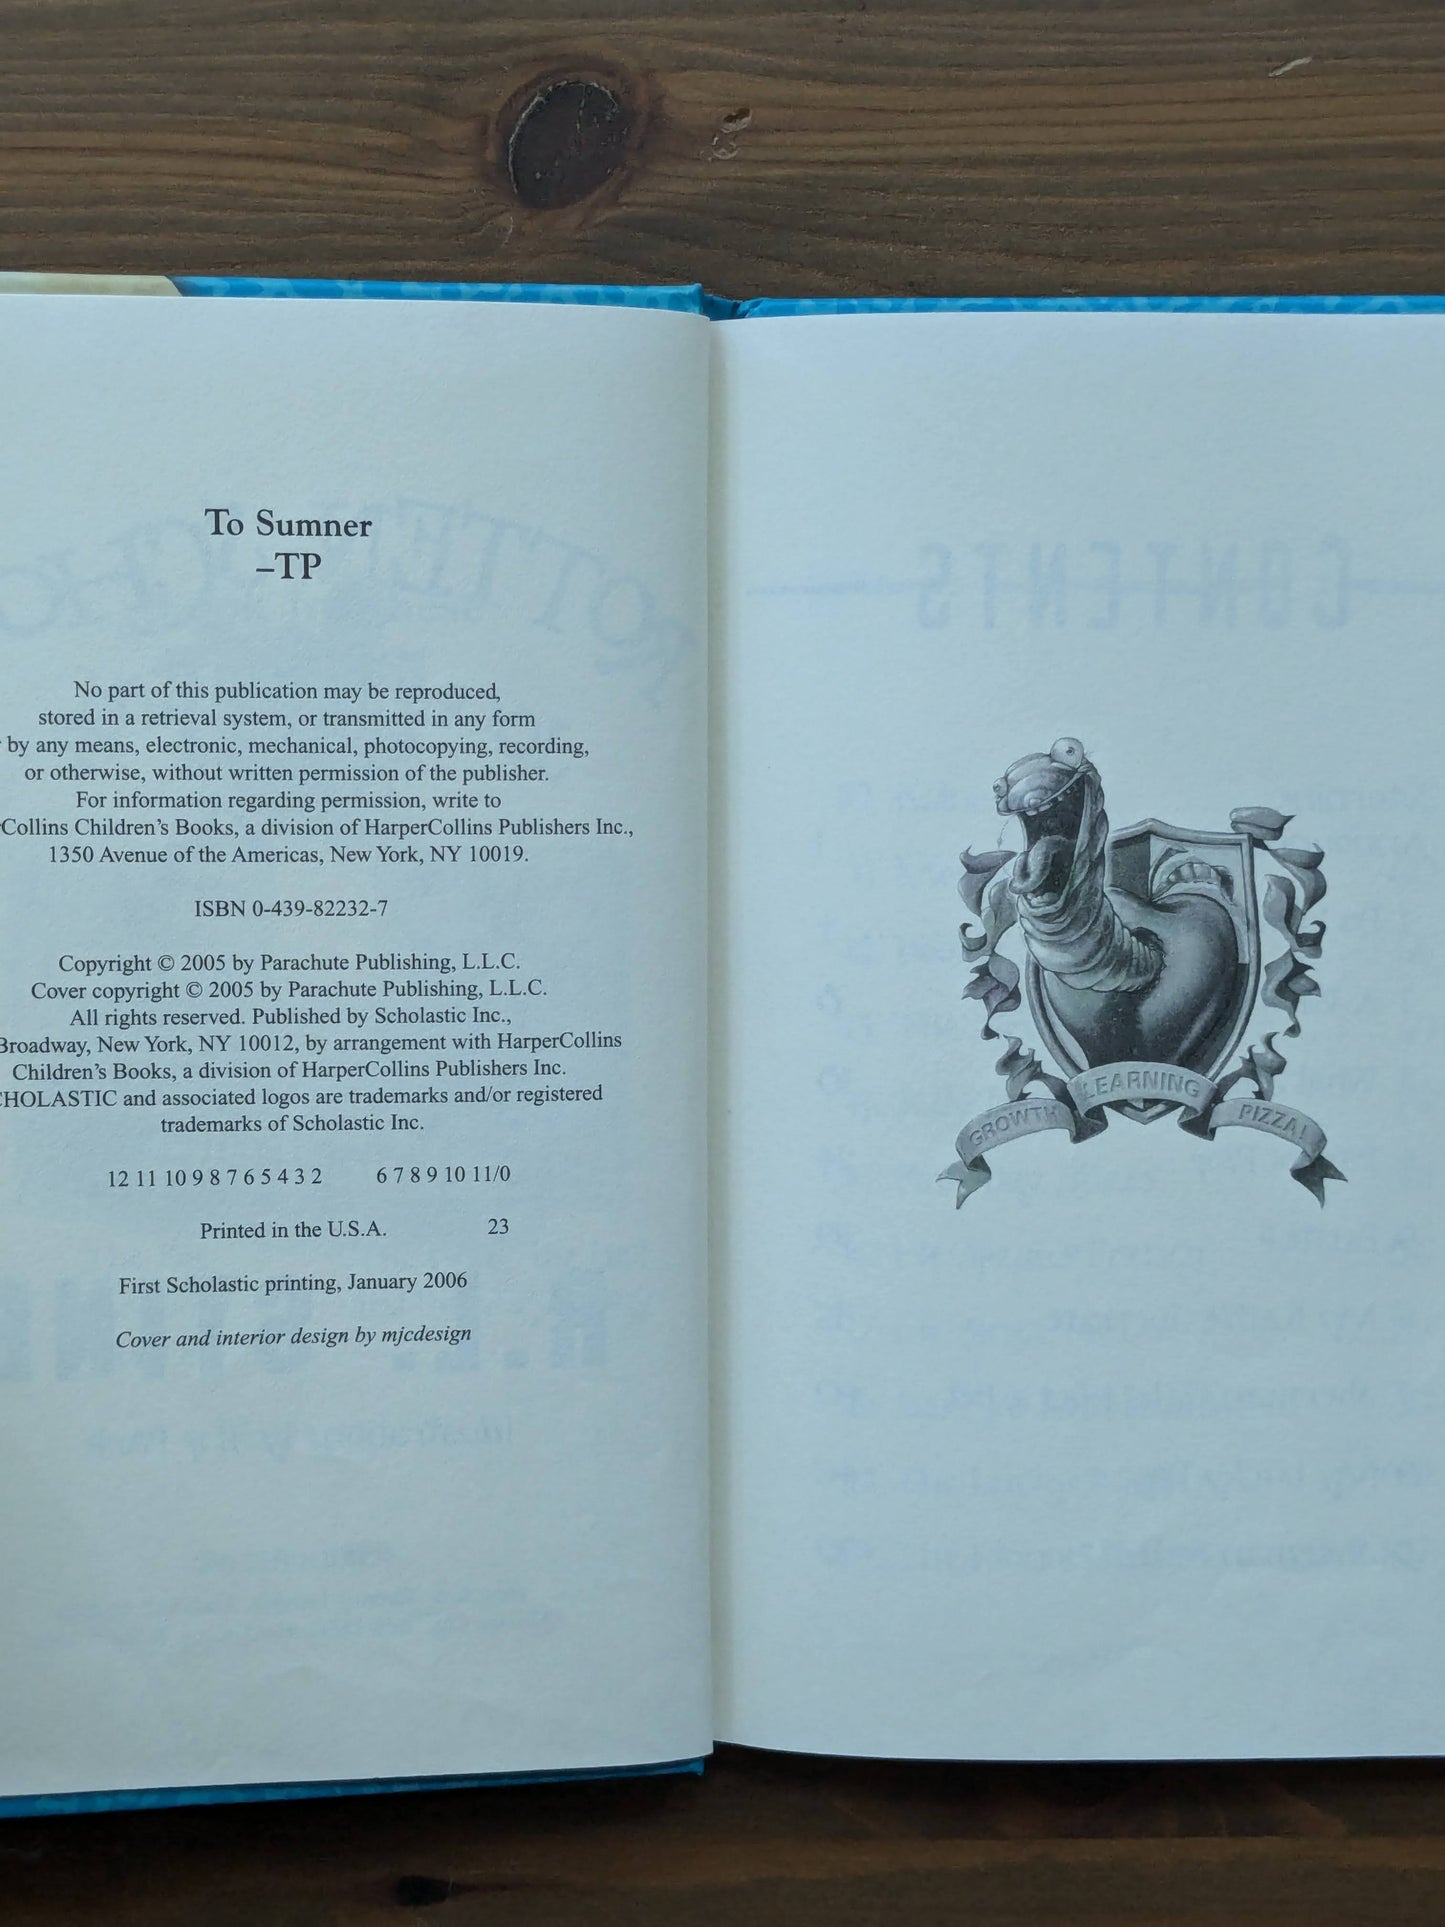 To Sumner
–TP
No part of this publication may be reproduced,
stored in a retrieval system, or transmitted in any form
by any means, electronic, mechanical, photocopying, recording,
or otherwise, without written permission of the publisher.
For information regarding permission, write to
Collins Children's Books, a division of HarperCollins Publishers Inc.,
1350 Avenue of the Americas, New York, NY 10019.
ISBN 0-439-82232-7
Copyright © 2005 by Parachute Publishing, L.L.C.
Cover copyright © 2005 by Parachute Publishing, L.L.C.
All rights reserved. Published by Scholastic Inc.,
Broadway, New York, NY 10012, by arrangement with HarperCollins
Children's Books, a division of HarperCollins Publishers Inc.
CHOLASTIC and associated logos are trademarks and/or registered
trademarks of Scholastic Inc.
12 11 10 9 8 7 6 5 4 3 2 6 7 8 9 10 11/0
Printed in the U.S.A. 23
First Scholastic printing, January 2006
Cover and interior design by mjcdesign
CONTENTS
GROWTH LEARNING PIZZA!